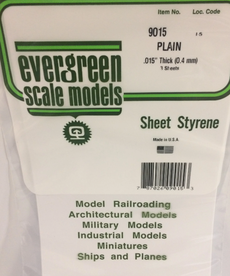 Item No. Loc. Code
9015
PLAIN
.015" Thick (0.4 mm)
evergreen
scale models
Sheet Styrene
Made in U.S.A.
Model Railroading
Architectural Models
Military Models
Industrial Models
Miniatures
Ships and Planes